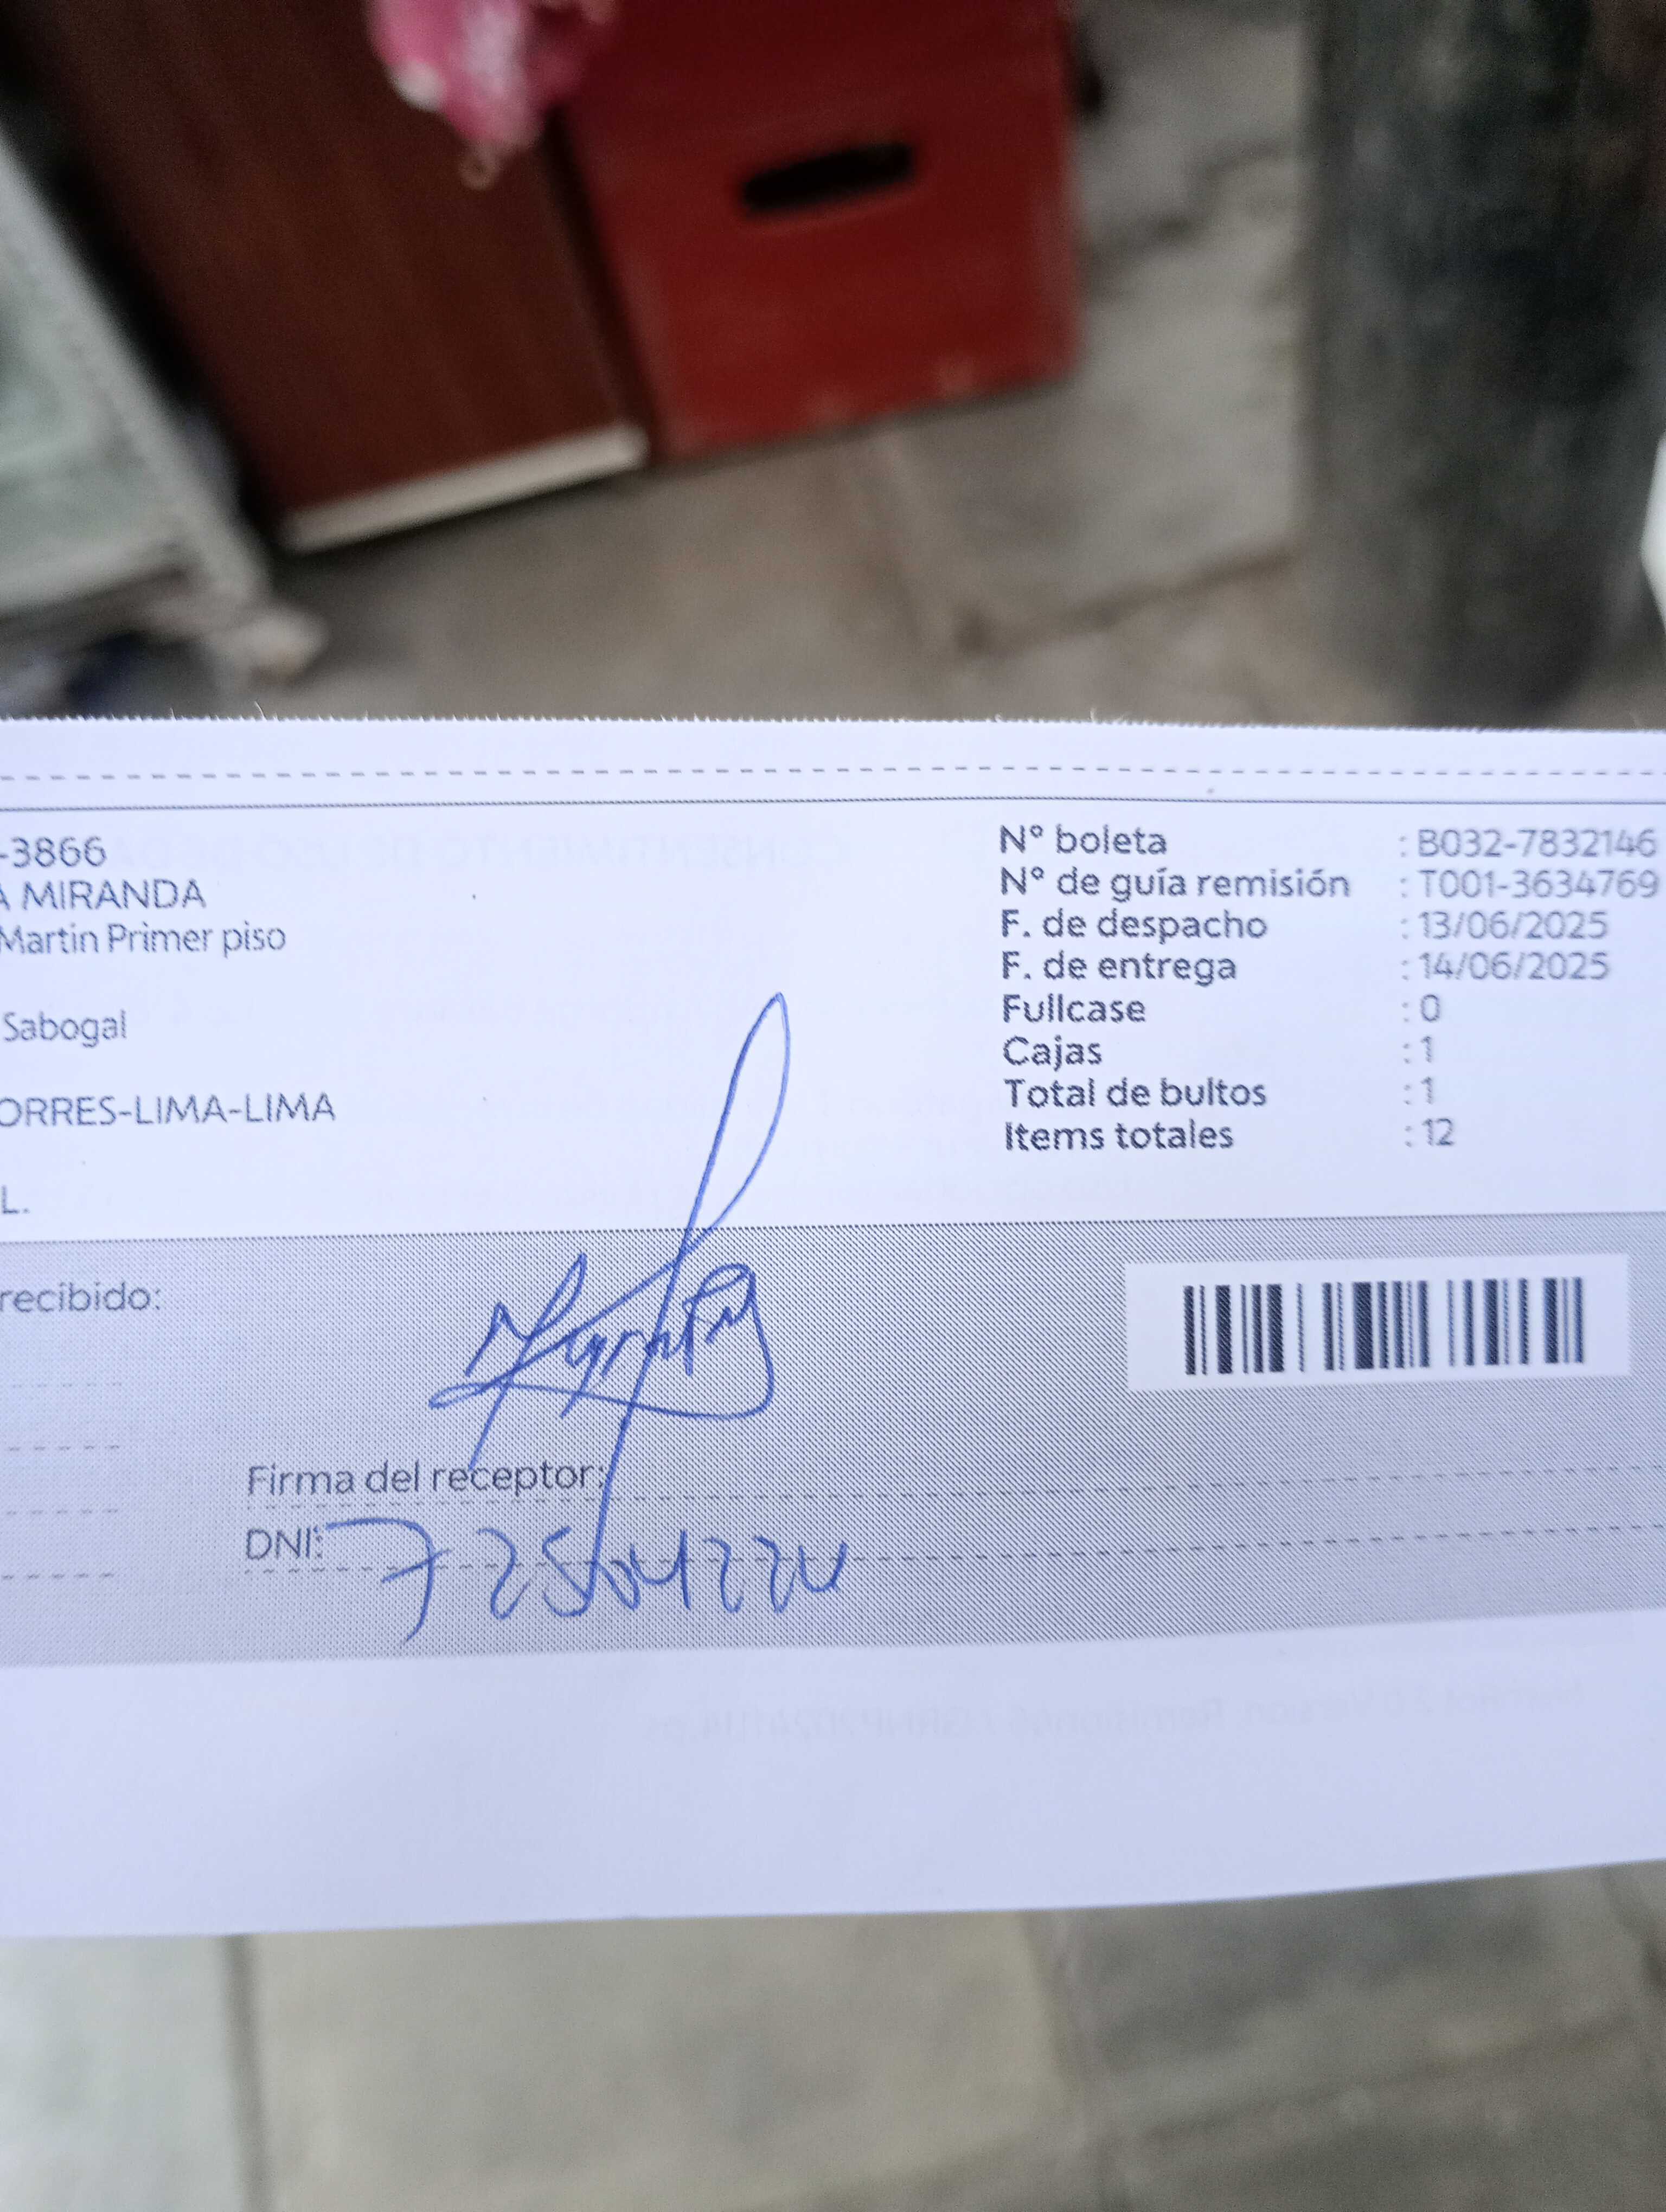 -3866
A MIRANDA
Martin Primer piso
Sabogal
ORRES-LIMA-LIMA
L.
N° boleta : B032-7832146
N° de guía remisión : T001-3634769
F. de despacho : 13/06/2025
F. de entrega : 14/06/2025
Fullcase : 0
Cajas : 1
Total de bultos : 1
Items totales : 12
recibido:
Firma del receptor:
DNI: 72504224